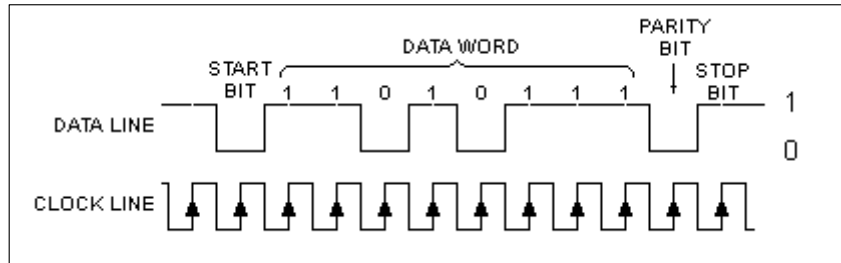 DATA WORD
PARITY
BIT
START
BIT
STOP
BIT
1 1 0 1 0 1 1 1
1
DATA LINE
0
CLOCK LINE